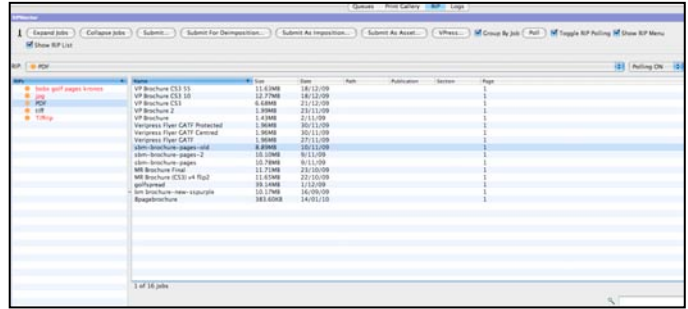 Queues Print Gallery RIP Logs
Expand Jobs Collapse Jobs Submit... Submit For Deimposition... Submit As Imposition... Submit As Asset... VPress... Group By Job Poll Toggle RIP Polling Show RIP Menu
Show RIP List
RIP: PDF Polling ON
RIPs Name Size Date Path Publication Section Page
bobs golf pages kronos VP Brochure CS3 SS 11.63MB 18/12/09 1
jpg VP Brochure CS3 10 12.77MB 18/12/09 1
PDF VP Brochure CS3 6.68MB 21/12/09 1
tiff VP Brochure 2 1.99MB 23/11/09 1
TIFFrip VP Brochure 1.43MB 2/11/09 1
Veripress Flyer GATF Protected 1.96MB 30/11/09 1
Veripress Flyer GATF Centred 1.96MB 30/11/09 1
Veripress Flyer GATF 1.96MB 27/11/09 1
sbm-brochure-pages-old 8.89MB 10/11/09 1
sbm-brochure-pages-2 10.10MB 9/11/09 1
sbm-brochure-pages 10.78MB 9/11/09 1
MR Brochure Final 11.71MB 23/10/09 1
MR Brochure (CS3) v4 flip2 11.65MB 22/10/09 1
golfspread 39.14MB 1/12/09 1
bm brochure-new-sspurple 10.17MB 16/09/09 1
8pagebrochure 383.60KB 14/01/10 1
1 of 16 jobs